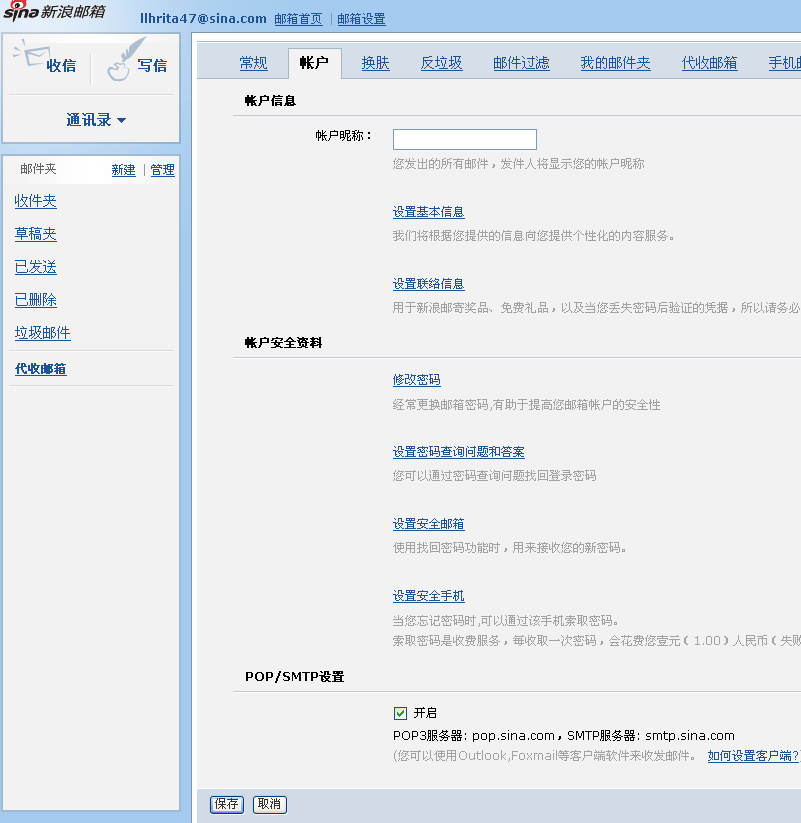 sina新浪邮箱 llhrita47@sina.com 邮箱首页 | 邮箱设置
收信 写信
通讯录
邮件夹 新建 | 管理
收件夹
草稿夹
已发送
已删除
垃圾邮件
代收邮箱
常规 帐户 换肤 反垃圾 邮件过滤 我的邮件夹 代收邮箱 手机
帐户信息
帐户昵称：
您发出的所有邮件，发件人将显示您的帐户昵称
设置基本信息
我们将根据您提供的信息向您提供个性化的内容服务。
设置联络信息
用于新浪邮寄奖品、免费礼品，以及当您丢失密码后验证的凭据，所以请务必
帐户安全资料
修改密码
经常更换邮箱密码,有助于提高您邮箱帐户的安全性
设置密码查询问题和答案
您可以通过密码查询问题找回登录密码
设置安全邮箱
使用找回密码功能时，用来接收您的新密码。
设置安全手机
当您忘记密码时,可以通过该手机索取密码。
索取密码是收费服务，每收取一次密码，会花费您壹元（1.00）人民币（失败
POP/SMTP设置
开启
POP3服务器: pop.sina.com，SMTP服务器: smtp.sina.com
(您可以使用Outlook,Foxmail等客户端软件来收发邮件。 如何设置客户端?)
保存 取消